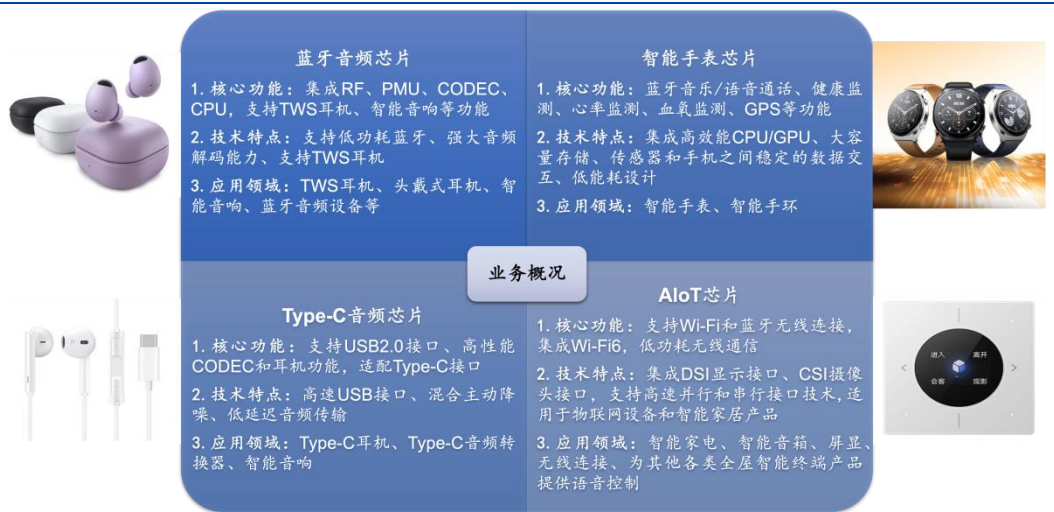 蓝牙音频芯片
1. 核心功能：集成RF、PMU、CODEC、
CPU，支持TWS耳机、智能音响等功能
2. 技术特点：支持低功耗蓝牙、强大音频
解码能力、支持TWS耳机
3. 应用领域：TWS耳机、头戴式耳机、智
能音响、蓝牙音频设备等
智能手表芯片
1. 核心功能：蓝牙音乐/语音通话、健康监
测、心率监测、血氧监测、GPS等功能
2. 技术特点：集成高效能CPU/GPU、大容
量存储、传感器和手机之间稳定的数据交
互、低能耗设计
3. 应用领域：智能手表、智能手环
业务概况
Type-C音频芯片
1. 核心功能：支持USB2.0接口、高性能
CODEC和耳机功能，适配Type-C接口
2. 技术特点：高速USB接口、混合主动降
噪、低延迟音频传输
3. 应用领域：Type-C耳机、Type-C音频转
换器、智能音响
AIoT芯片
1. 核心功能：支持Wi-Fi和蓝牙无线连接，
集成Wi-Fi6，低功耗无线通信
2. 技术特点：集成DSI显示接口、CSI摄像
头接口，支持高速并行和串行接口技术,适
用于物联网设备和智能家居产品
3. 应用领域：智能家电、智能音箱、屏显、
无线连接、为其他各类全屋智能终端产品
提供语音控制
进入 离开
会客 观影